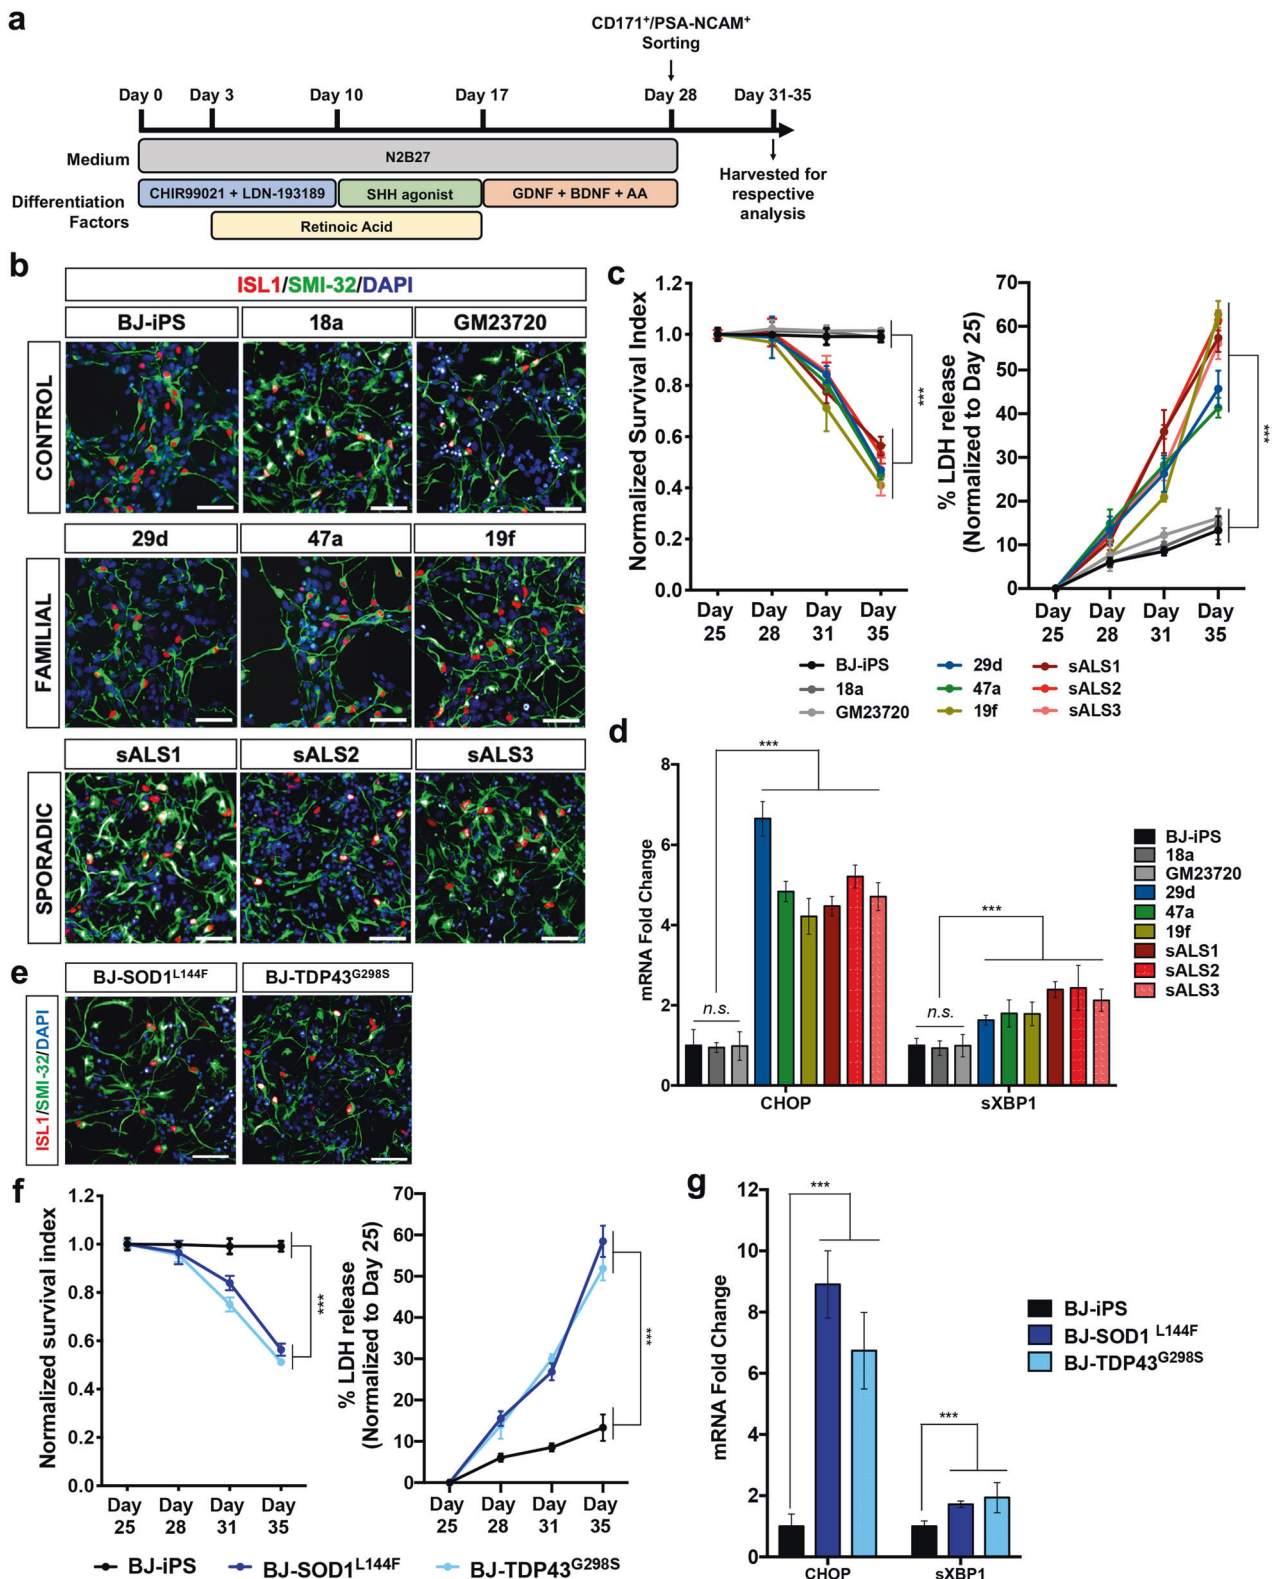 a
CD171⁺/PSA-NCAM⁺
Sorting
Day 0 Day 3 Day 10 Day 17 Day 28 Day 31-35
Medium
N2B27
Differentiation
Factors
CHIR99021 + LDN-193189
SHH agonist
GDNF + BDNF + AA
Retinoic Acid
Harvested for
respective
analysis
b
ISL1/SMI-32/DAPI
BJ-iPS 18a GM23720
CONTROL
29d 47a 19f
FAMILIAL
sALS1 sALS2 sALS3
SPORADIC
c
Normalized Survival Index
1.2
1.0
0.8
0.6
0.4
0.2
0.0
Day Day Day Day
25 28 31 35
***
% LDH release
(Normalized to Day 25)
70
60
50
40
30
20
10
0
Day Day Day Day
25 28 31 35
***
BJ-iPS 29d sALS1
18a 47a sALS2
GM23720 19f sALS3
d
mRNA Fold Change
8
6
4
2
0
***
n.s.
***
n.s.
CHOP sXBP1
BJ-iPS
18a
GM23720
29d
47a
19f
sALS1
sALS2
sALS3
e
BJ-SOD1ᴸ¹⁴⁴ᶠ BJ-TDP43ᴳ²⁹⁸ˢ
ISL1/SMI-32/DAPI
f
Normalized survival index
1.2
1.0
0.8
0.6
0.4
0.2
0.0
Day Day Day Day
25 28 31 35
***
% LDH release
(Normalized to Day 25)
70
60
50
40
30
20
10
0
Day Day Day Day
25 28 31 35
***
BJ-iPS BJ-SOD1ᴸ¹⁴⁴ᶠ BJ-TDP43ᴳ²⁹⁸ˢ
g
mRNA Fold Change
12
10
8
6
4
2
0
***
***
CHOP sXBP1
BJ-iPS
BJ-SOD1 ᴸ¹⁴⁴ᶠ
BJ-TDP43ᴳ²⁹⁸ˢ